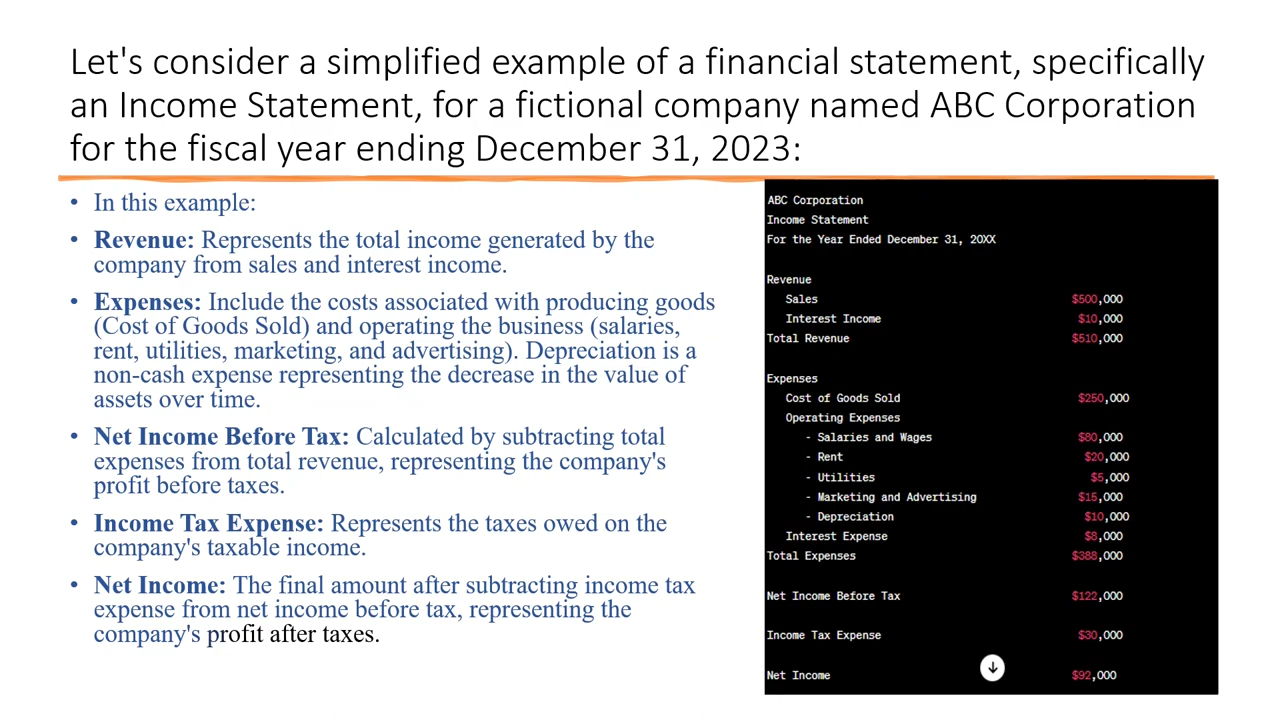 Let's consider a simplified example of a financial statement, specifically
an Income Statement, for a fictional company named ABC Corporation
for the fiscal year ending December 31, 2023:
• In this example:
• Revenue: Represents the total income generated by the
company from sales and interest income.
• Expenses: Include the costs associated with producing goods
(Cost of Goods Sold) and operating the business (salaries,
rent, utilities, marketing, and advertising). Depreciation is a
non-cash expense representing the decrease in the value of
assets over time.
• Net Income Before Tax: Calculated by subtracting total
expenses from total revenue, representing the company's
profit before taxes.
• Income Tax Expense: Represents the taxes owed on the
company's taxable income.
• Net Income: The final amount after subtracting income tax
expense from net income before tax, representing the
company's profit after taxes.
ABC Corporation
Income Statement
For the Year Ended December 31, 20XX
Revenue
Sales $500,000
Interest Income $10,000
Total Revenue $510,000
Expenses
Cost of Goods Sold $250,000
Operating Expenses
- Salaries and Wages $80,000
- Rent $20,000
- Utilities $5,000
- Marketing and Advertising $15,000
- Depreciation $10,000
Interest Expense $8,000
Total Expenses $388,000
Net Income Before Tax $122,000
Income Tax Expense $30,000
Net Income $92,000